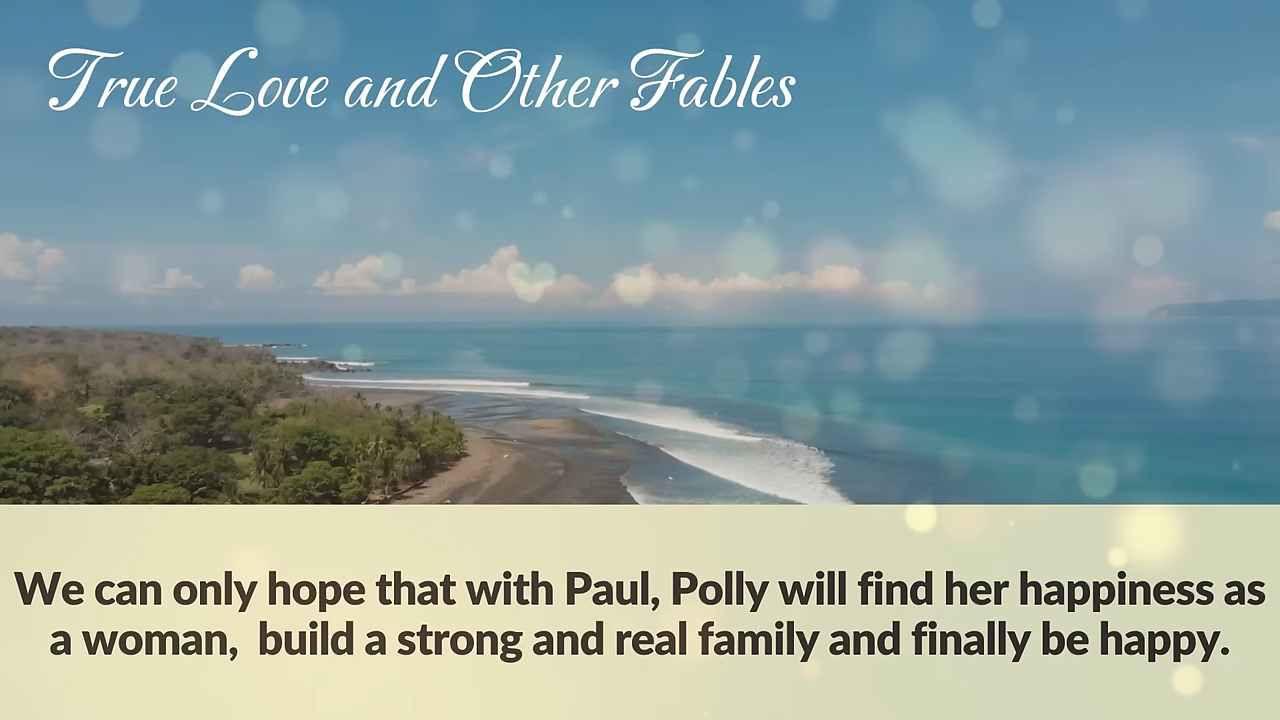 True Love and Other Fables
We can only hope that with Paul, Polly will find her happiness as
a woman,  build a strong and real family and finally be happy.